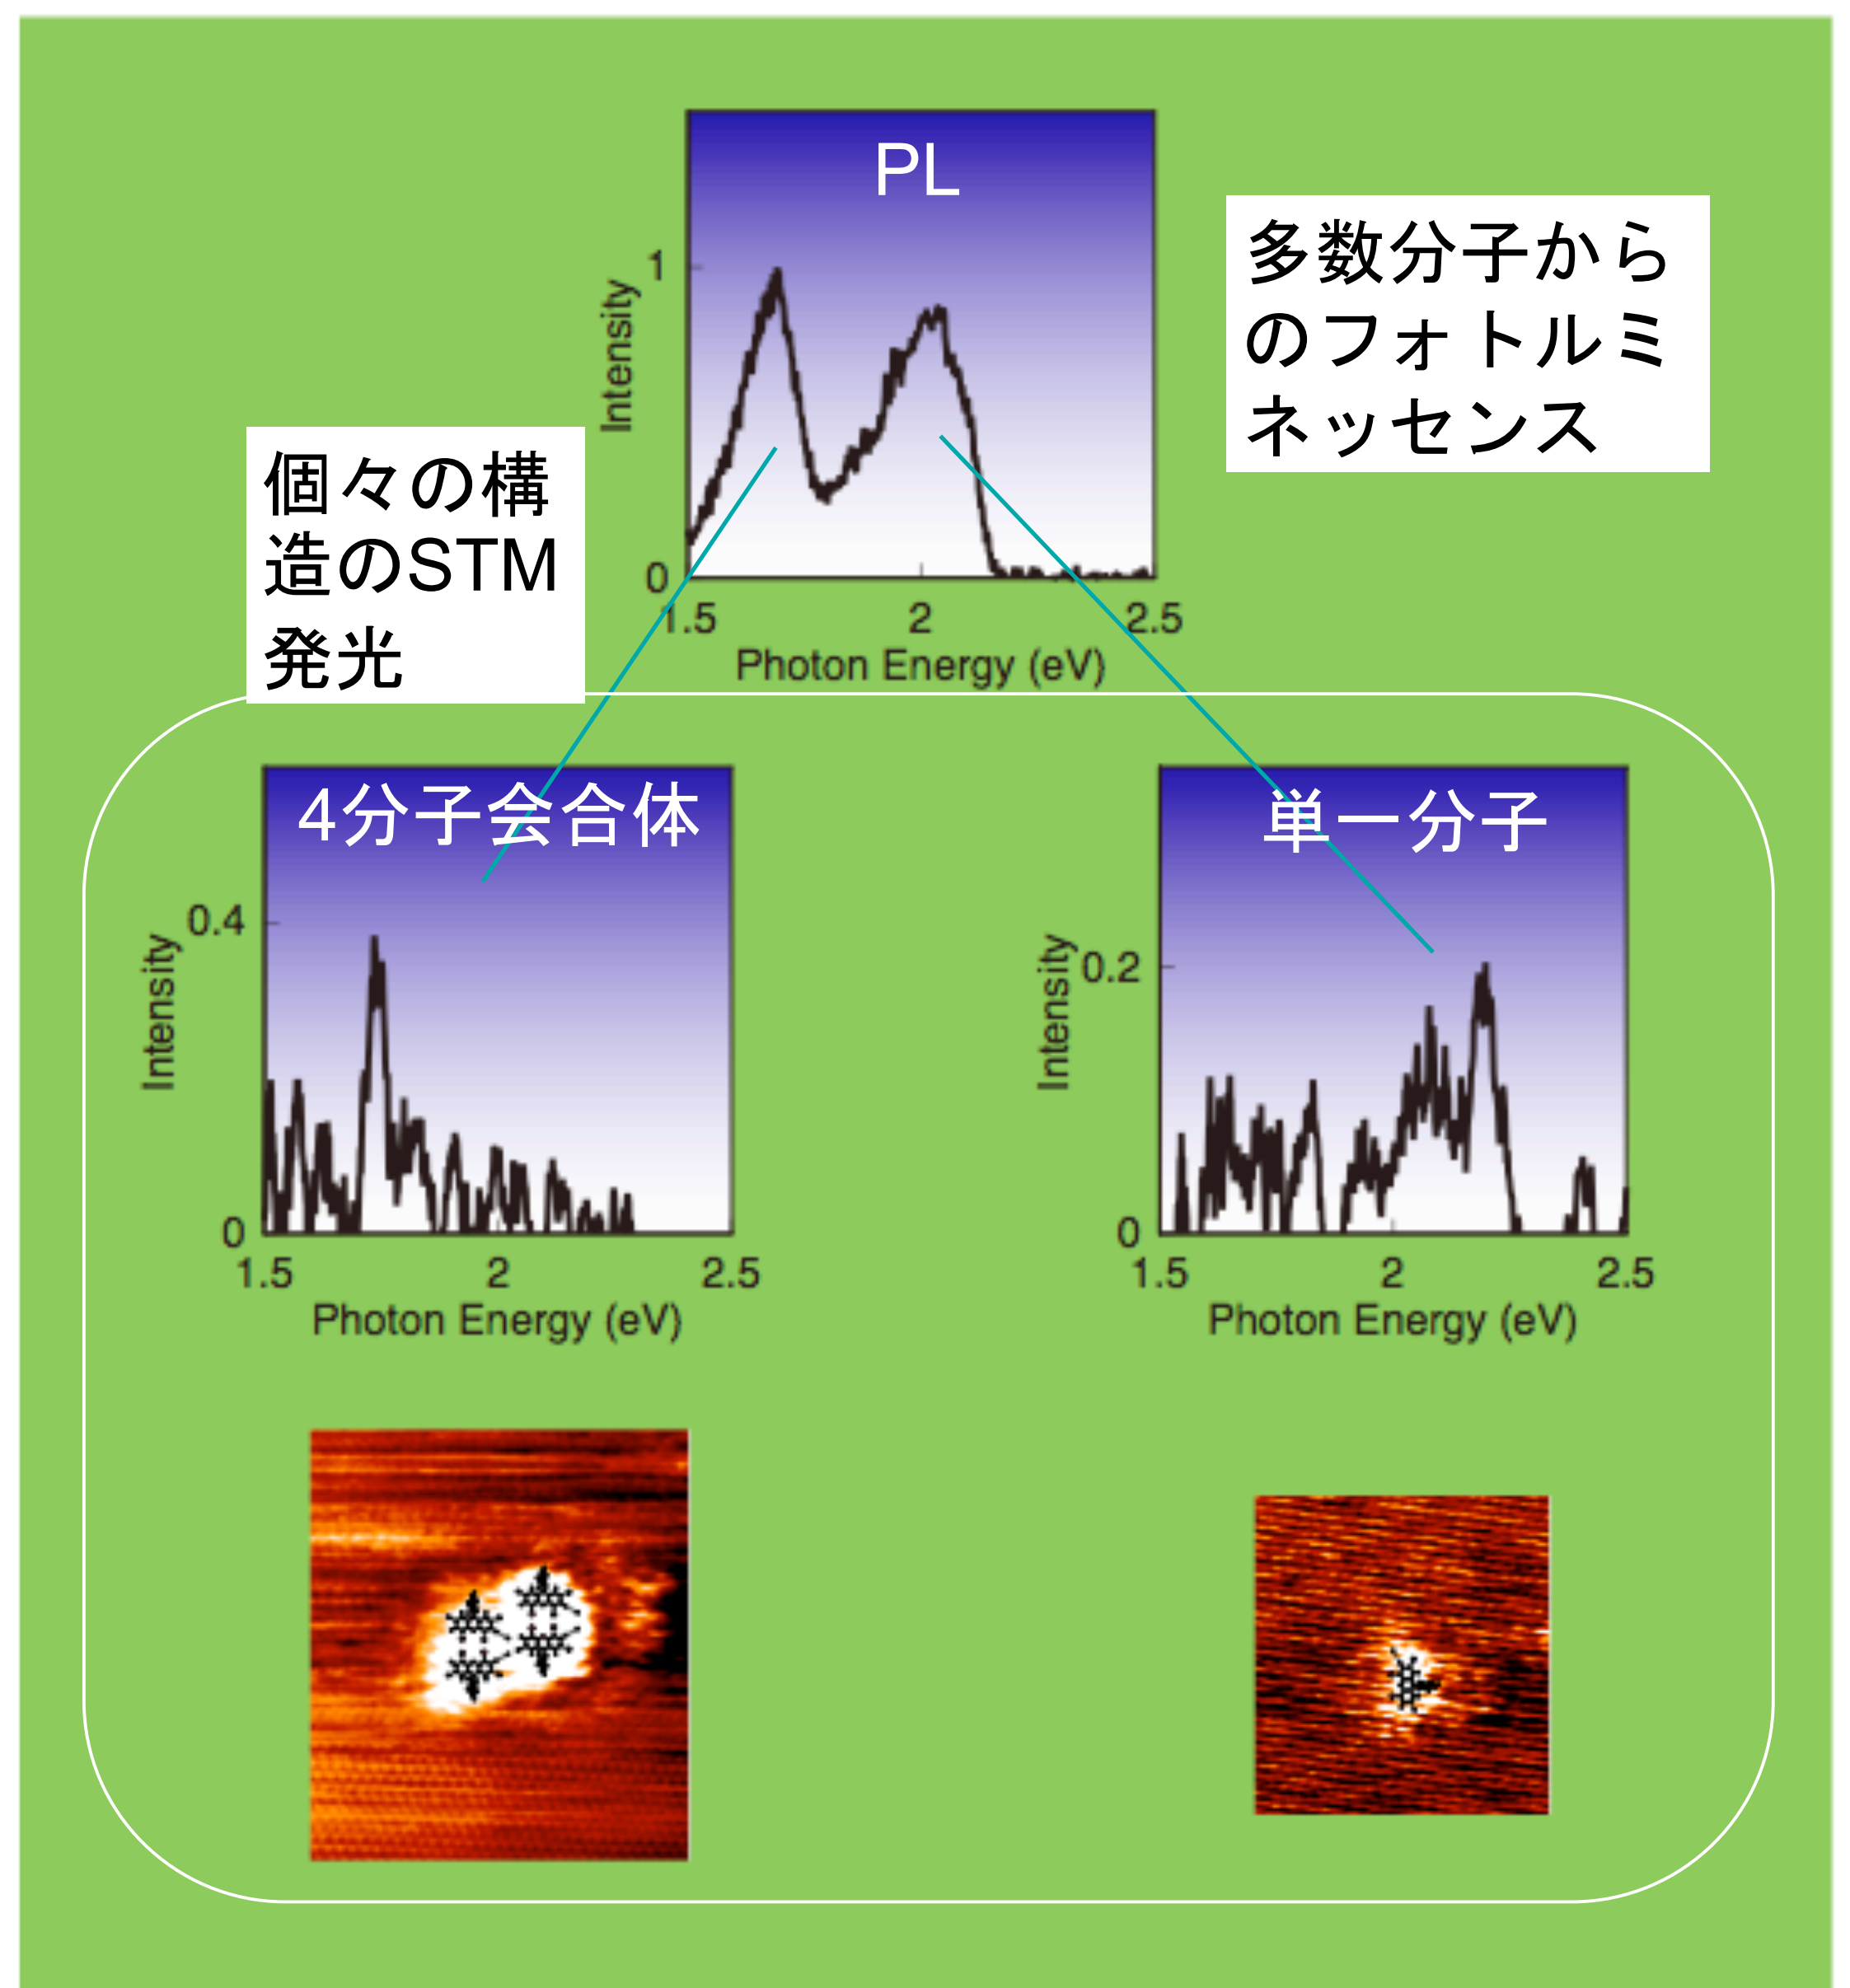 PL
多数分子から
のフォトルミ
ネッセンス
1
Intensity
0
1.5 2 2.5
Photon Energy (eV)
個々の構
造のSTM
発光
4分子会合体
0.4
Intensity
0
1.5 2 2.5
Photon Energy (eV)
単一分子
0.2
Intensity
0
1.5 2 2.5
Photon Energy (eV)